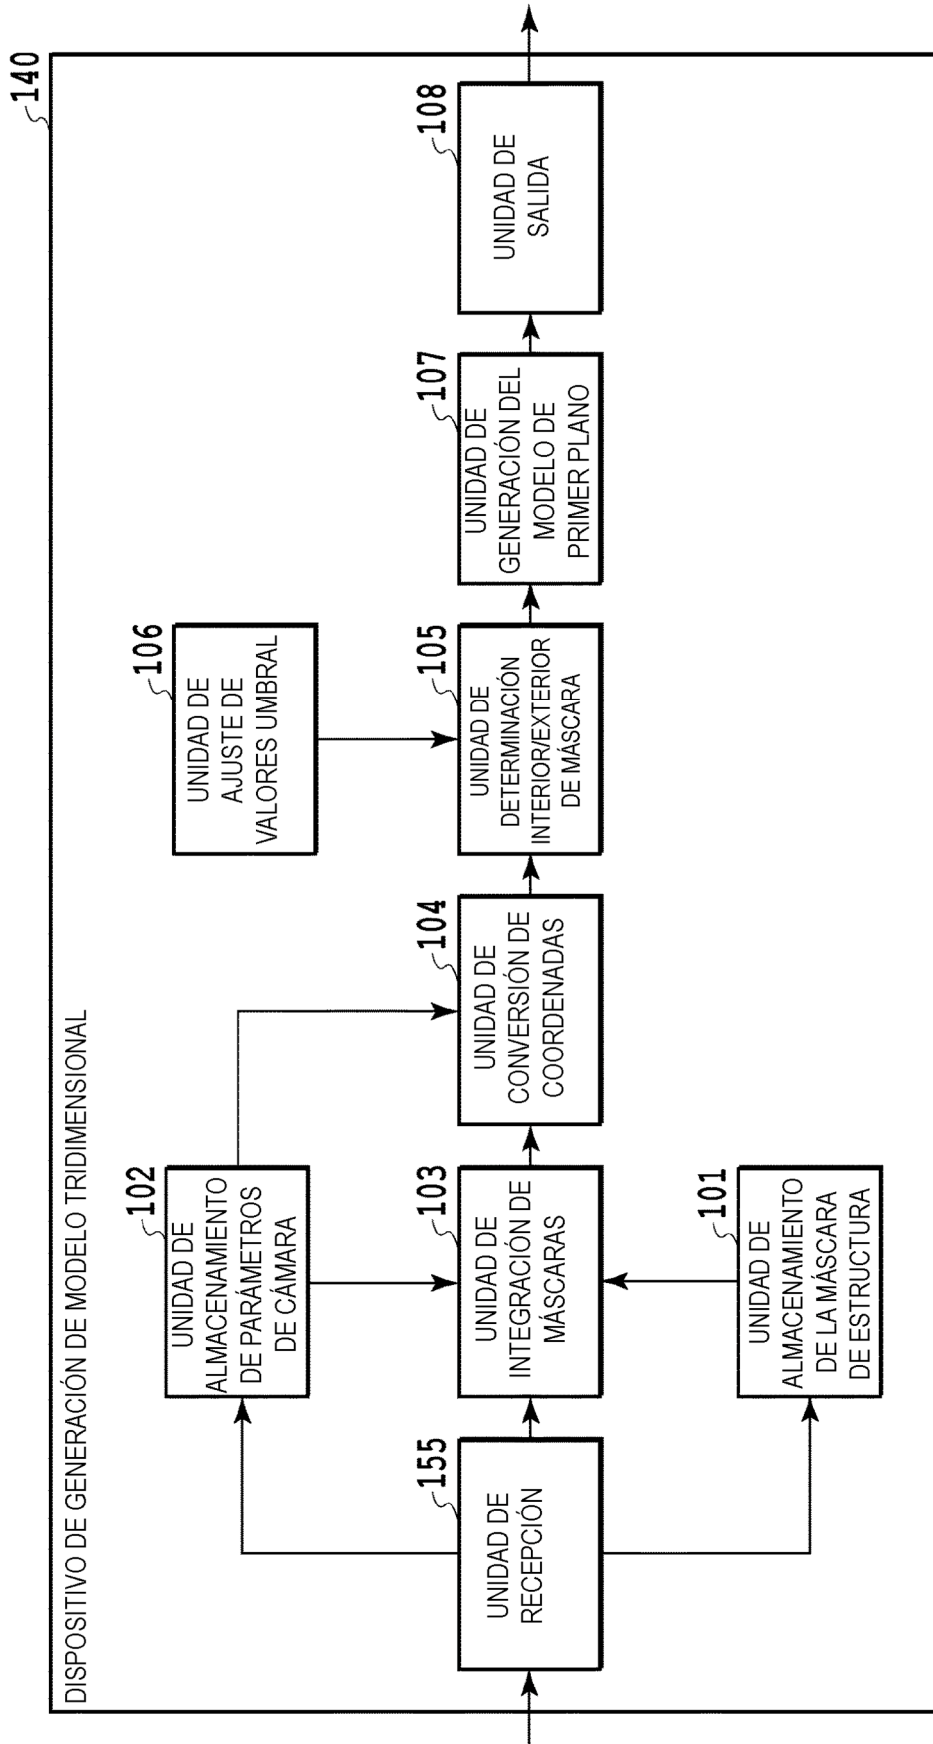 140
DISPOSITIVO DE GENERACIÓN DE MODELO TRIDIMENSIONAL
155
UNIDAD DE
RECEPCIÓN
102
UNIDAD DE
ALMACENAMIENTO
DE PARÁMETROS
DE CÁMARA
103
UNIDAD DE
INTEGRACIÓN DE
MÁSCARAS
101
UNIDAD DE
ALMACENAMIENTO
DE LA MÁSCARA
DE ESTRUCTURA
104
UNIDAD DE
CONVERSIÓN DE
COORDENADAS
106
UNIDAD DE
AJUSTE DE
VALORES UMBRAL
105
UNIDAD DE
DETERMINACIÓN
INTERIOR/EXTERIOR
DE MÁSCARA
107
UNIDAD DE
GENERACIÓN DEL
MODELO DE
PRIMER PLANO
108
UNIDAD DE
SALIDA